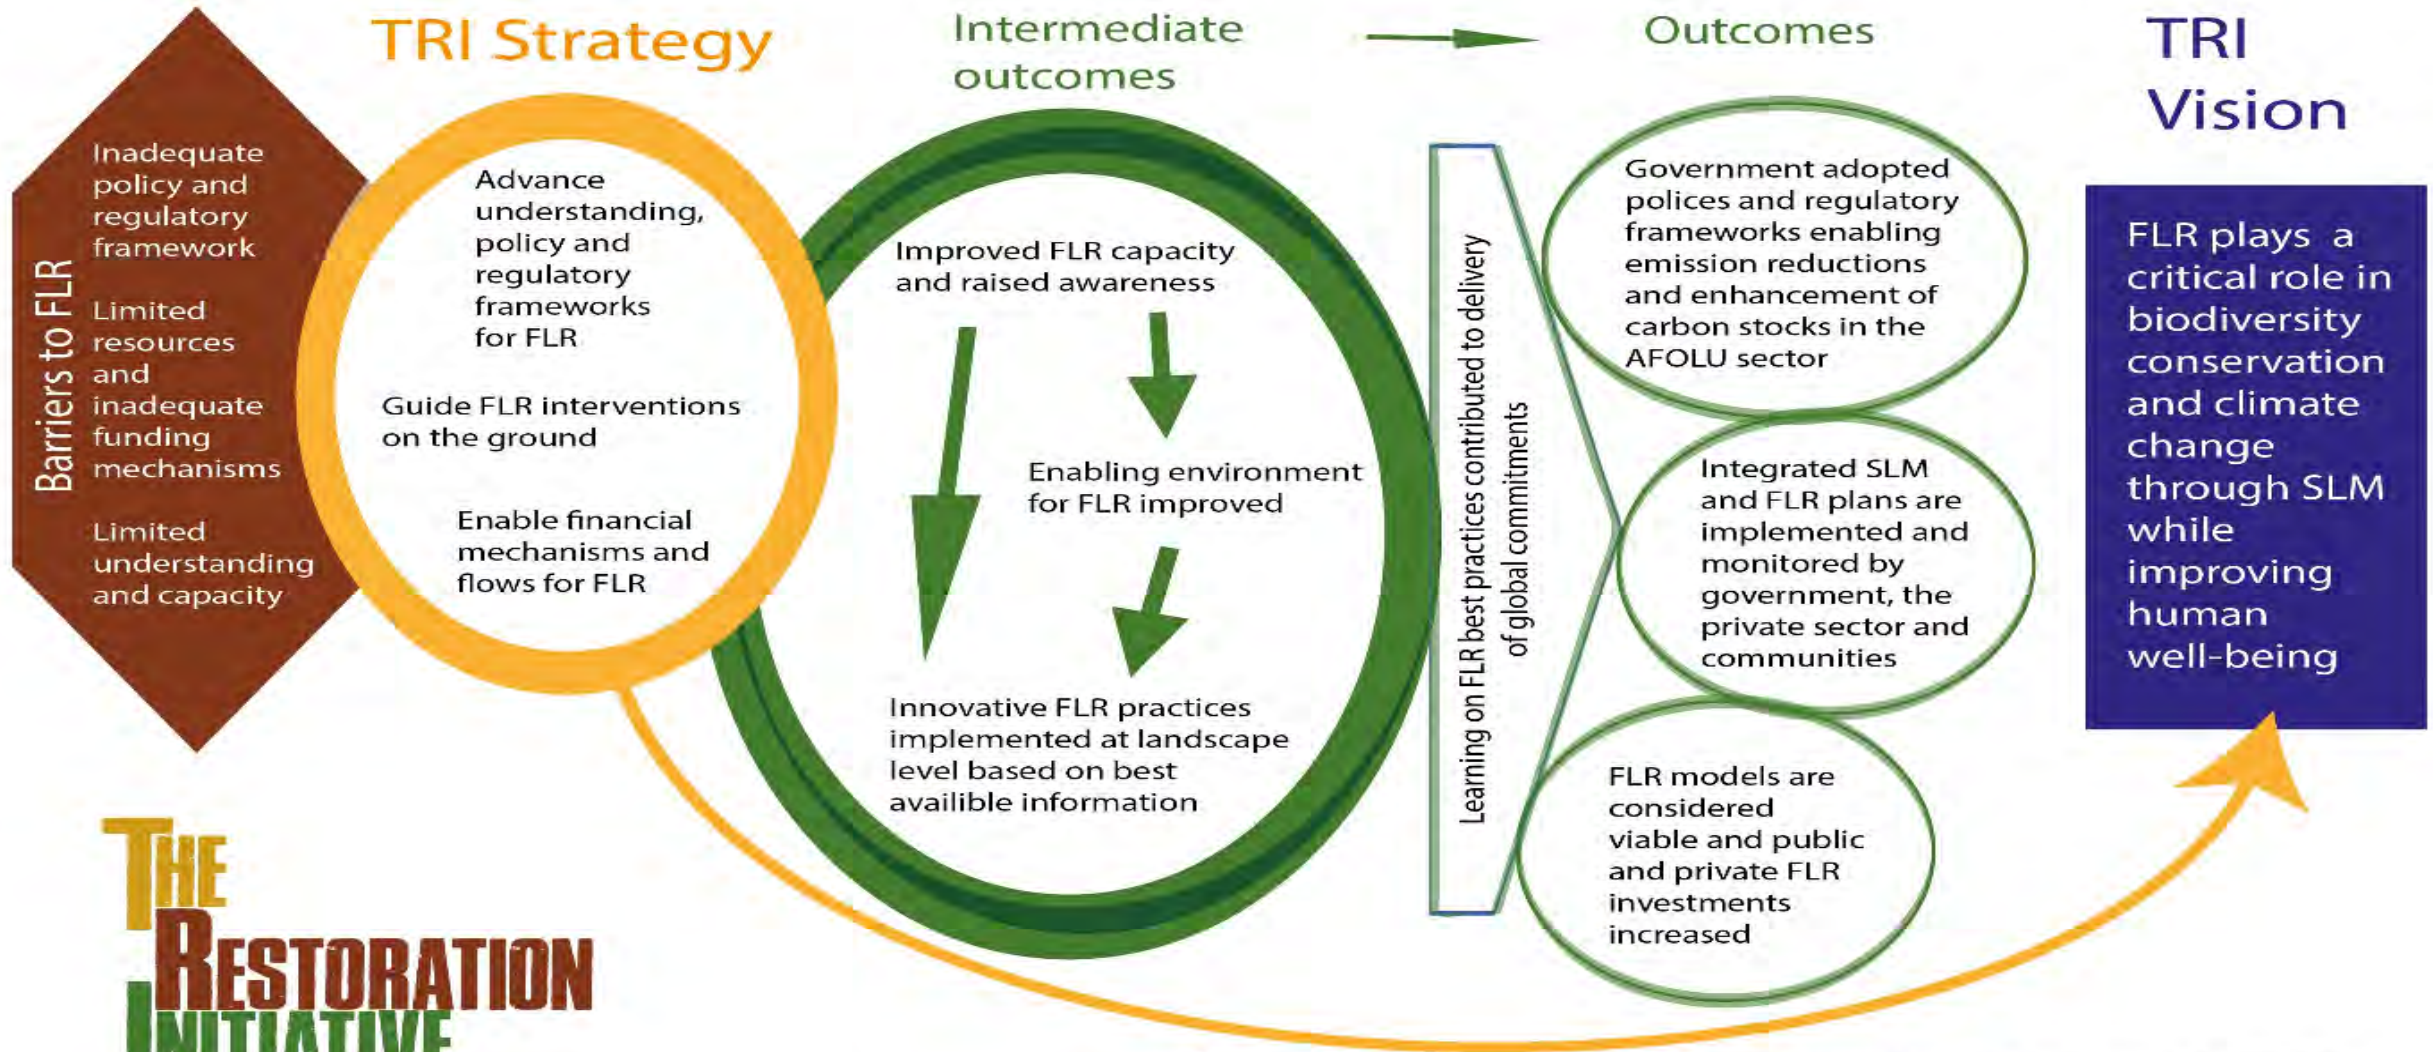 Barriers to FLR
Inadequate
policy and
regulatory
framework
Limited
resources
and
inadequate
funding
mechanisms
Limited
understanding
and capacity
TRI Strategy
Advance
understanding,
policy and
regulatory
frameworks
for FLR
Guide FLR interventions
on the ground
Enable financial
mechanisms and
flows for FLR
Intermediate
outcomes
Improved FLR capacity
and raised awareness
Enabling environment
for FLR improved
Innovative FLR practices
implemented at landscape
level based on best
availible information
Learning on FLR best practices contributed to delivery
of global commitments
Outcomes
Government adopted
polices and regulatory
frameworks enabling
emission reductions
and enhancement of
carbon stocks in the
AFOLU sector
Integrated SLM
and FLR plans are
implemented and
monitored by
government, the
private sector and
communities
FLR models are
considered
viable and public
and private FLR
investments
increased
TRI
Vision
FLR plays a
critical role in
biodiversity
conservation
and climate
change
through SLM
while
improving
human
well-being
THE
RESTORATION
INITIATIVE